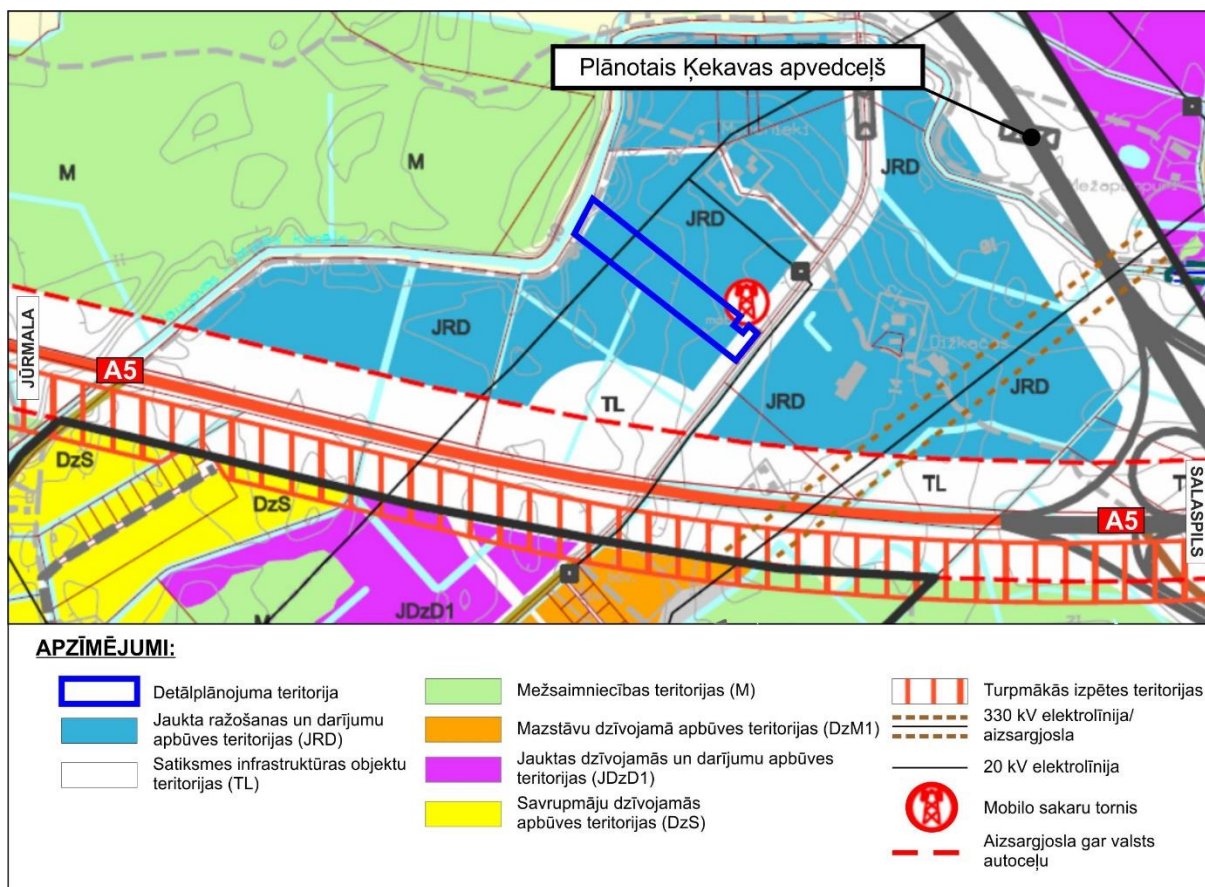 Plānotais Ķekavas apvedceļš
M
M
JRD
JRD
JRD
JRD
Dižkačas
JŪRMALA
A5
JRD
JRD
JRD
TL
TL
SALASPILS
A5
DzS
DzS
JDzD1
M
APZĪMĒJUMI:
Detālplānojuma teritorija
Jaukta ražošanas un darījumu
apbūves teritorijas (JRD)
Satiksmes infrastruktūras objektu
teritorijas (TL)
Mežsaimniecības teritorijas (M)
Mazstāvu dzīvojamā apbūves teritorijas (DzM1)
Jauktas dzīvojamās un darījumu apbūves
teritorijas (JDzD1)
Savrupmāju dzīvojamās
apbūves teritorijas (DzS)
Turpmākās izpētes teritorijas
330 kV elektrolīnija/
aizsargjosla
20 kV elektrolīnija
Mobilo sakaru tornis
Aizsargjosla gar valsts
autoceļu